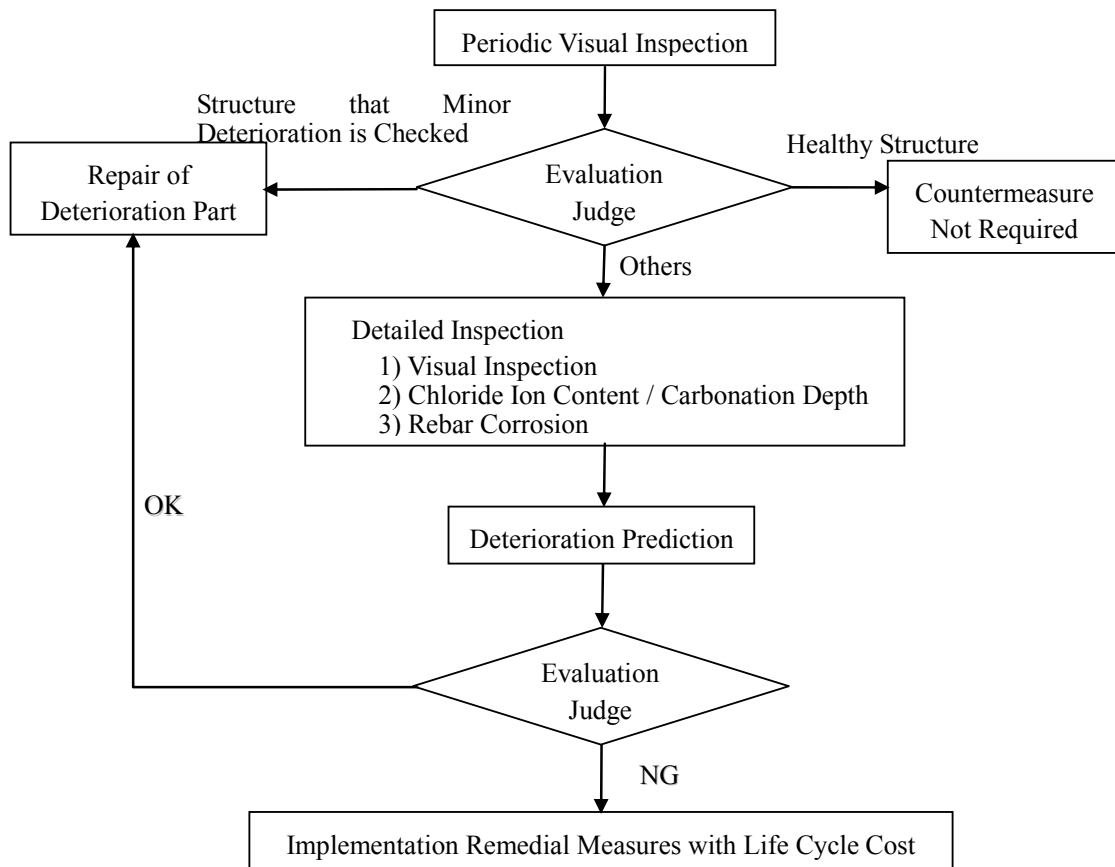 Periodic Visual Inspection
Structure that Minor
Deterioration is Checked
Healthy Structure
Evaluation
Judge
Repair of
Deterioration Part
Countermeasure
Not Required
Others
Detailed Inspection
1) Visual Inspection
2) Chloride Ion Content / Carbonation Depth
3) Rebar Corrosion
OK
Deterioration Prediction
Evaluation
Judge
NG
Implementation Remedial Measures with Life Cycle Cost